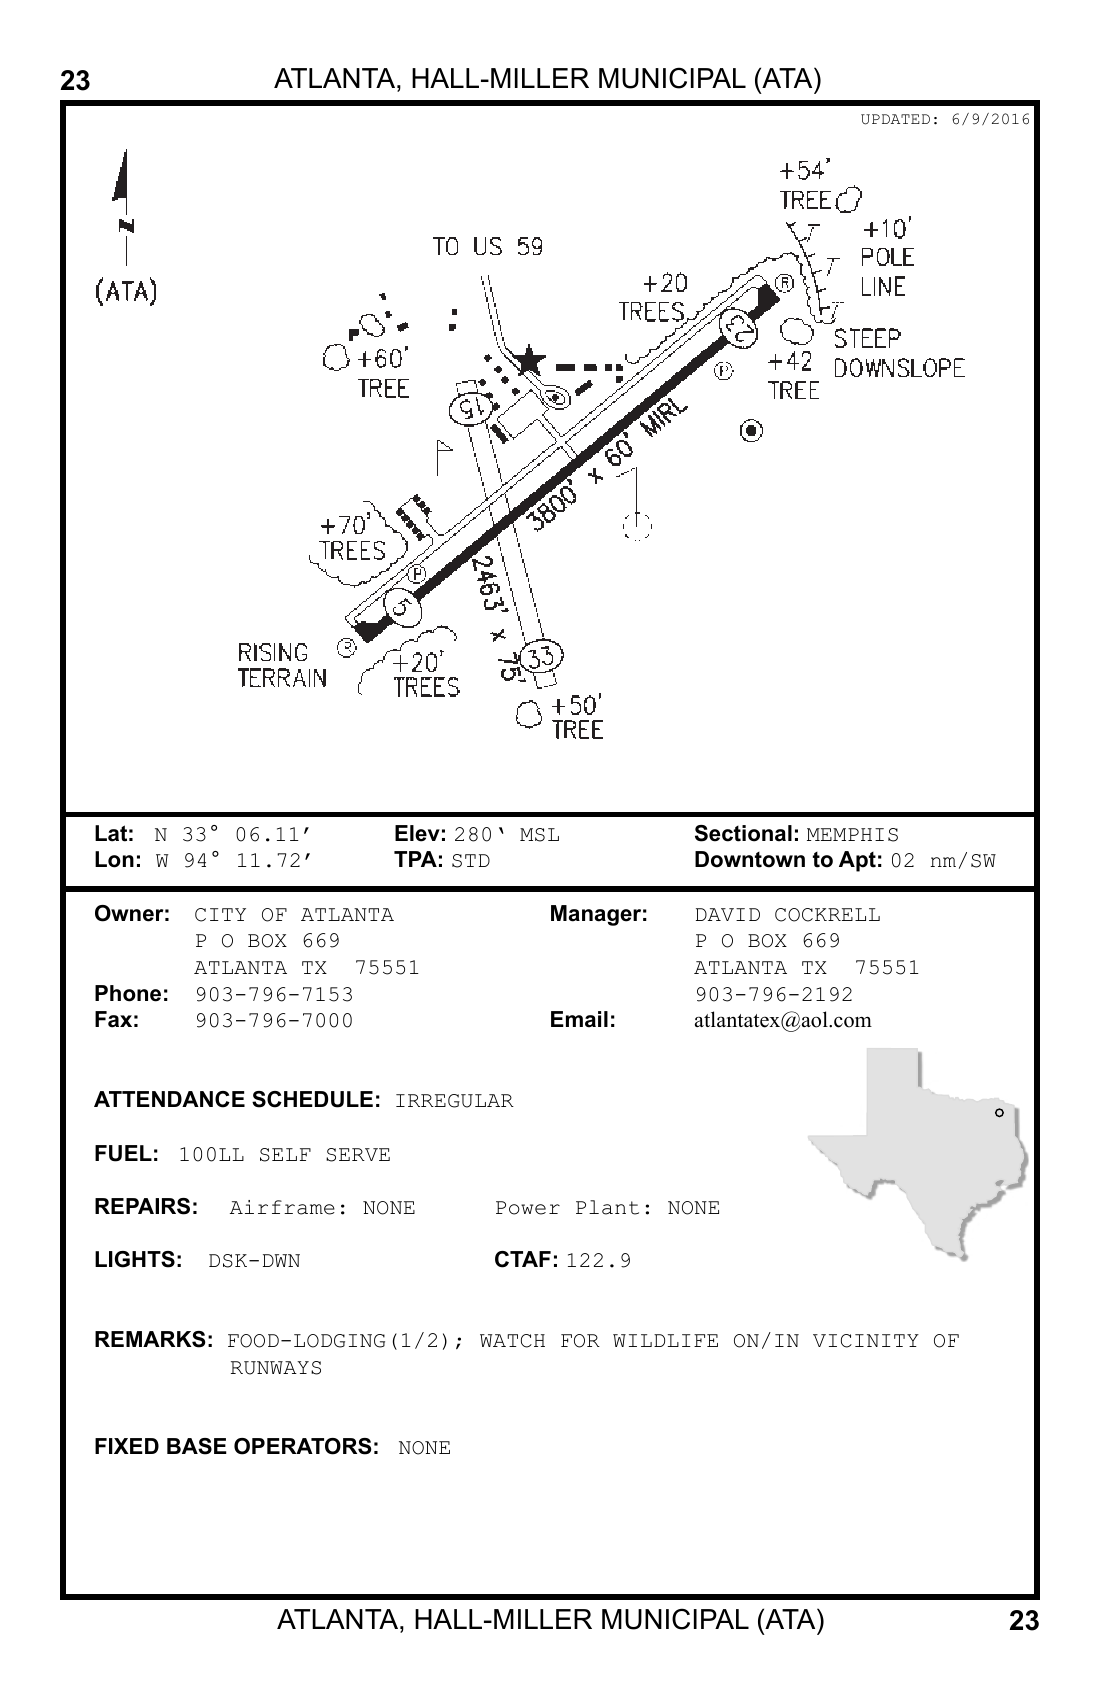 23 ATLANTA, HALL-MILLER MUNICIPAL (ATA)
UPDATED: 6/9/2016
N
(ATA)
TO US 59
+54'
TREE
+10'
POLE
LINE
+20
TREES
STEEP
DOWNSLOPE
+42
TREE
+60'
TREE
23
R
P
15
3800' x 60' MIRL
+70'
TREES
P
5
2463' x 75'
33
RISING
TERRAIN
R
+20'
TREES
+50'
TREE
Lat: N 33° 06.11′ Elev: 280‘ MSL Sectional: MEMPHIS
Lon: W 94° 11.72′ TPA: STD Downtown to Apt: 02 nm/SW
Owner: CITY OF ATLANTA Manager: DAVID COCKRELL
P O BOX 669 P O BOX 669
ATLANTA TX 75551 ATLANTA TX 75551
Phone: 903-796-7153 903-796-2192
Fax: 903-796-7000 Email: atlantatex@aol.com
ATTENDANCE SCHEDULE: IRREGULAR
FUEL: 100LL SELF SERVE
REPAIRS: Airframe: NONE Power Plant: NONE
LIGHTS: DSK-DWN CTAF: 122.9
REMARKS: FOOD-LODGING(1/2); WATCH FOR WILDLIFE ON/IN VICINITY OF
RUNWAYS
FIXED BASE OPERATORS: NONE
ATLANTA, HALL-MILLER MUNICIPAL (ATA) 23